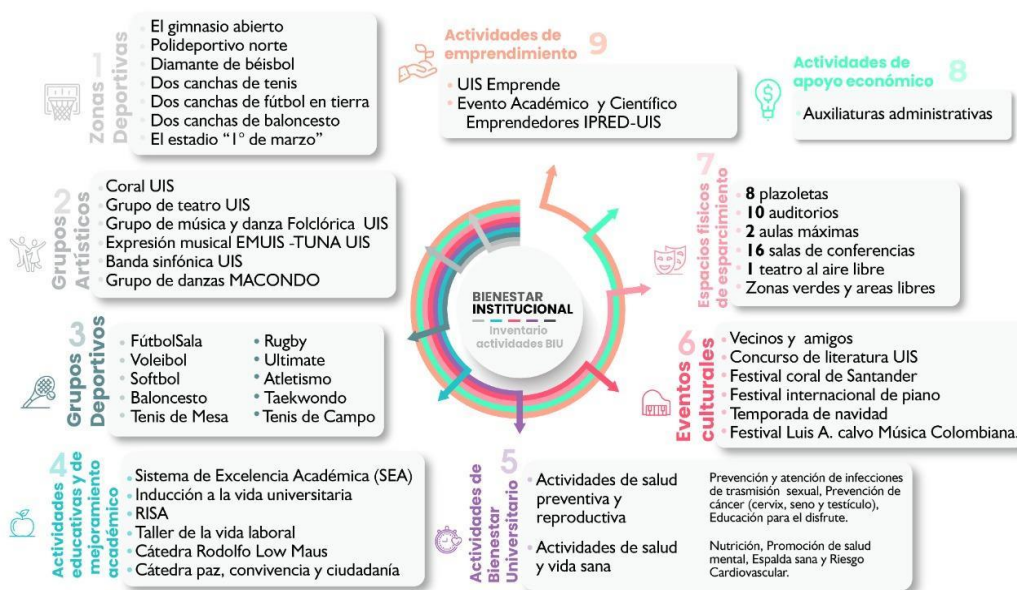 1
Zonas
Deportivas
El gimnasio abierto
Polideportivo norte
Diamante de béisbol
Dos canchas de tenis
Dos canchas de fútbol en tierra
Dos canchas de baloncesto
El estadio “1° de marzo”
2
Grupos
Artísticos
Coral UIS
Grupo de teatro UIS
Grupo de música y danza Folclórica UIS
Expresión musical EMUIS -TUNA UIS
Banda sinfónica UIS
Grupo de danzas MACONDO
3
Grupos
Deportivos
FútbolSala
Voleibol
Softbol
Baloncesto
Tenis de Mesa
Rugby
Ultimate
Atletismo
Taekwondo
Tenis de Campo
4
Actividades
educativas y de
mejoramiento
académico
Sistema de Excelencia Académica (SEA)
Inducción a la vida universitaria
RISA
Taller de la vida laboral
Cátedra Rodolfo Low Maus
Cátedra paz, convivencia y ciudadanía
5
Actividades de
Bienestar
Universitario
Actividades de salud
preventiva y
reproductiva
Prevención y atención de infecciones
de trasmisión sexual, Prevención de
cáncer (cervix, seno y testículo),
Educación para el disfrute.
Actividades de salud
y vida sana
Nutrición, Promoción de salud
mental, Espalda sana y Riesgo
Cardiovascular.
6
Eventos
culturales
Vecinos y amigos
Concurso de literatura UIS
Festival coral de Santander
Festival internacional de piano
Temporada de navidad
Festival Luis A. calvo Música Colombiana.
7
Espacios físicos
de esparcimiento
8 plazoletas
10 auditorios
2 aulas máximas
16 salas de conferencias
1 teatro al aire libre
Zonas verdes y areas libres
Actividades de
apoyo económico 8
Auxiliaturas administrativas
Actividades de
emprendimiento 9
UIS Emprende
Evento Académico y Científico
Emprendedores IPRED-UIS
BIENESTAR
INSTITUCIONAL
Inventario
actividades BIU